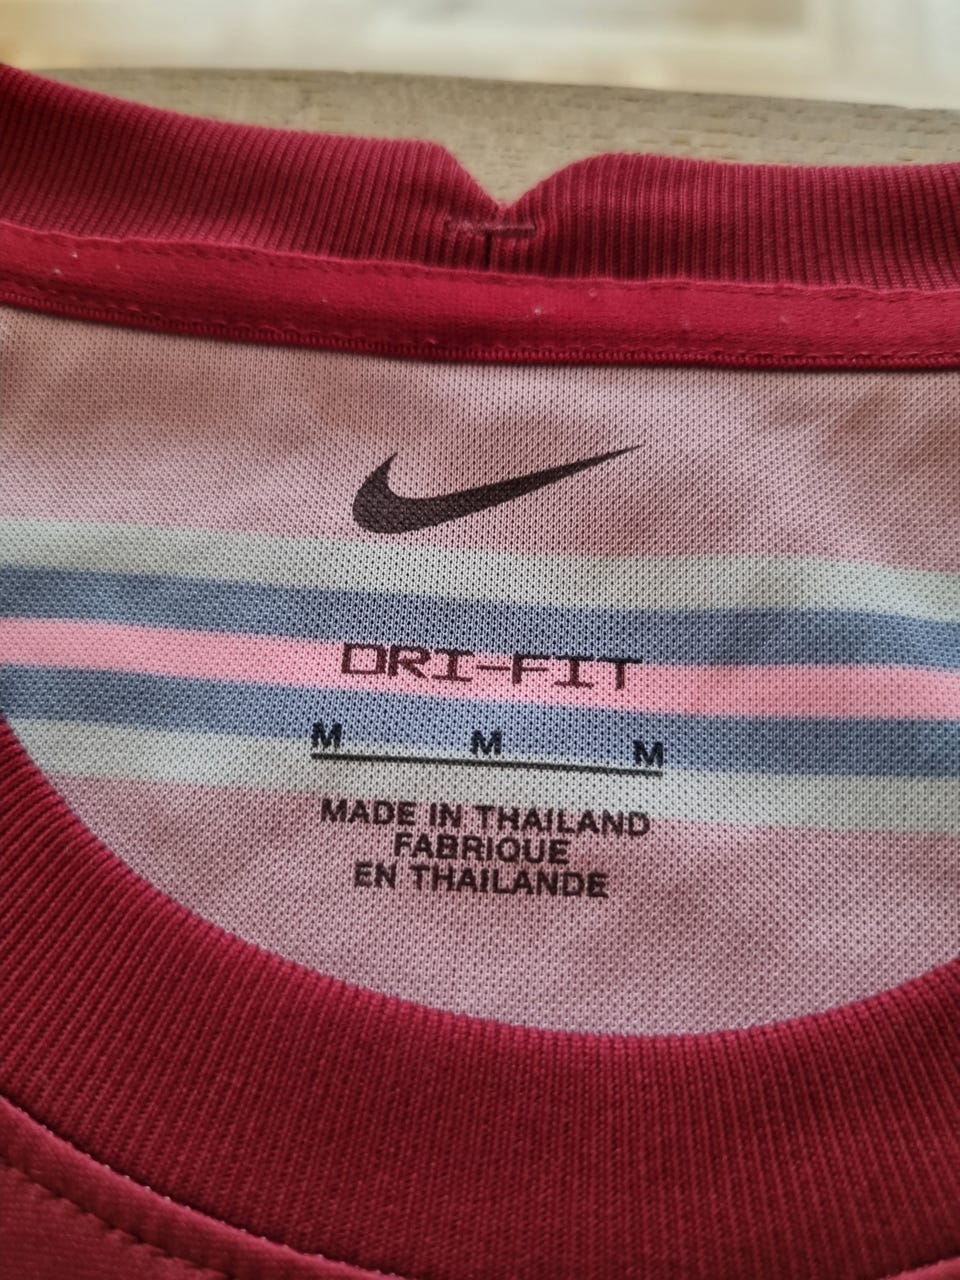 DRI-FIT
M M M
MADE IN THAILAND
FABRIQUE
EN THAILANDE